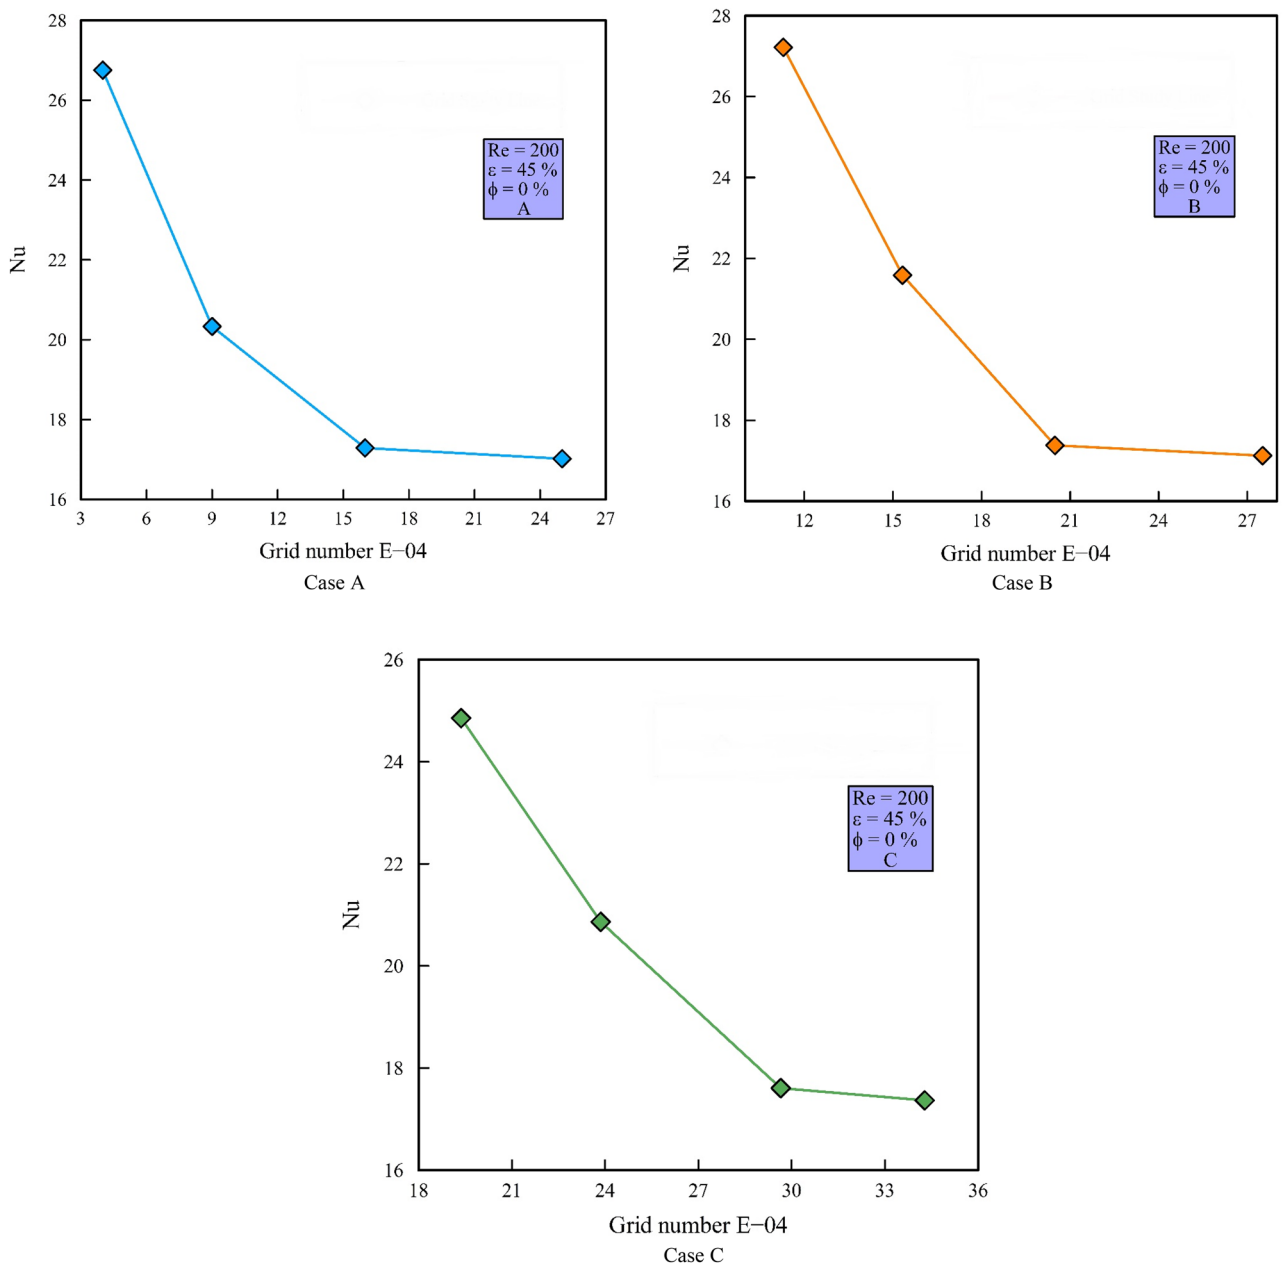 28
26
24
22
20
18
16
Nu
Re = 200
ε = 45 %
ϕ = 0 %
A
3 6 9 12 15 18 21 24 27
Grid number E−04
Case A
28
26
24
22
20
18
16
Nu
Re = 200
ε = 45 %
ϕ = 0 %
B
12 15 18 21 24 27
Grid number E−04
Case B
26
24
22
20
18
16
Nu
Re = 200
ε = 45 %
ϕ = 0 %
C
18 21 24 27 30 33 36
Grid number E−04
Case C